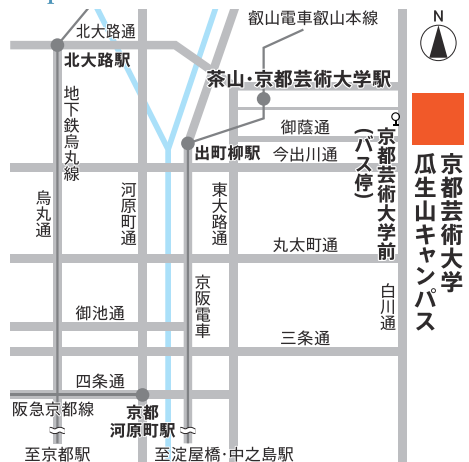 叡山電車叡山本線
N
北大路通
北大路駅
茶山・京都芸術大学駅
地下鉄烏丸線
御蔭通
出町柳駅
今出川通
京都芸術大学前
(バス停)
京都芸術大学
瓜生山キャンパス
烏丸通
河原町通
東大路通
丸太町通
京阪電車
白川通
御池通
三条通
四条通
阪急京都線
京都
河原町駅
至京都駅
至淀屋橋・中之島駅